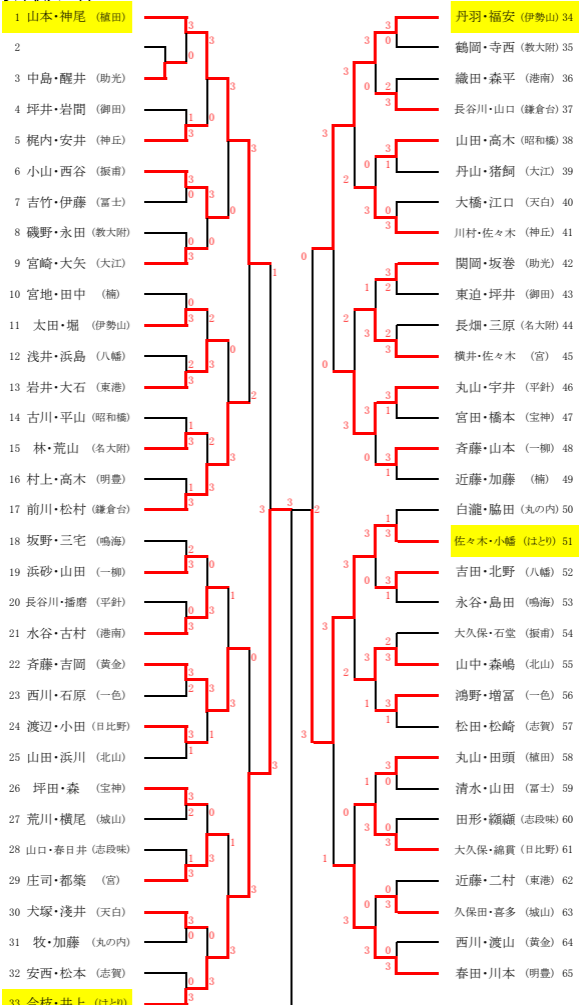 1 山本・神尾 (植田)
2
3 中島・醒井 (助光)
4 坪井・岩間 (御田)
5 梶内・安井 (神丘)
6 小山・西谷 (扳甫)
7 吉竹・伊藤 (冨士)
8 磯野・永田 (教大附)
9 宮崎・大矢 (大江)
10 宮地・田中 (楠)
11 太田・堀 (伊勢山)
12 浅井・浜島 (八幡)
13 岩井・大石 (東港)
14 古川・平山 (昭和橋)
15 林・荒山 (名大附)
16 村上・高木 (明豊)
17 前川・松村 (鎌倉台)
18 坂野・三宅 (鳴海)
19 浜砂・山田 (一柳)
20 長谷川・播磨 (平針)
21 水谷・古村 (港南)
22 斉藤・吉岡 (黄金)
23 西川・石原 (一色)
24 渡辺・小田 (日比野)
25 山田・浜川 (北山)
26 坪田・森 (宝神)
27 荒川・横尾 (城山)
28 山口・春日井 (志段味)
29 庄司・都築 (宮)
30 犬塚・淺井 (天白)
31 牧・加藤 (丸の内)
32 安西・松本 (志賀)
33 今枝・井上 (はとり)
丹羽・福安 (伊勢山) 34
鶴岡・寺西 (教大附) 35
織田・森平 (港南) 36
長谷川・山口 (鎌倉台) 37
山田・高木 (昭和橋) 38
丹山・猪飼 (大江) 39
大橋・江口 (天白) 40
川村・佐々木 (神丘) 41
関岡・坂巻 (助光) 42
東迫・坪井 (御田) 43
長畑・三原 (名大附) 44
横井・佐々木 (宮) 45
丸山・宇井 (平針) 46
宮田・橋本 (宝神) 47
斉藤・山本 (一柳) 48
近藤・加藤 (楠) 49
白瀧・脇田 (丸の内) 50
佐々木・小幡 (はとり) 51
吉田・北野 (八幡) 52
永谷・島田 (鳴海) 53
大久保・石堂 (扳甫) 54
山中・森嶋 (北山) 55
鴻野・増冨 (一色) 56
松田・松崎 (志賀) 57
丸山・田頭 (植田) 58
清水・山田 (冨士) 59
田形・纐纈 (志段味) 60
大久保・綿貫 (日比野) 61
近藤・二村 (東港) 62
久保田・喜多 (城山) 63
西川・渡山 (黄金) 64
春田・川本 (明豊) 65